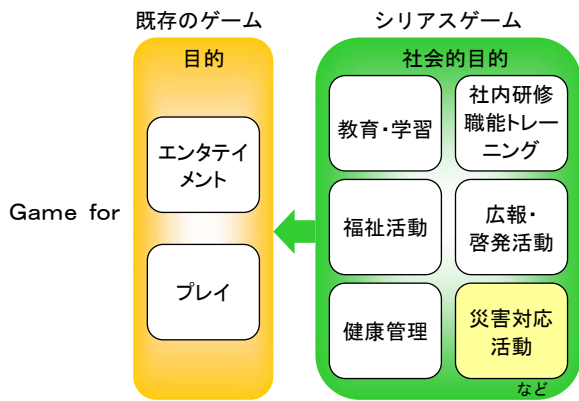 既存のゲーム
目的
エンタテイ
メント
プレイ
Game for
シリアスゲーム
社会的目的
教育・学習
社内研修
職能トレー
ニング
福祉活動
広報・
啓発活動
健康管理
災害対応
活動
など